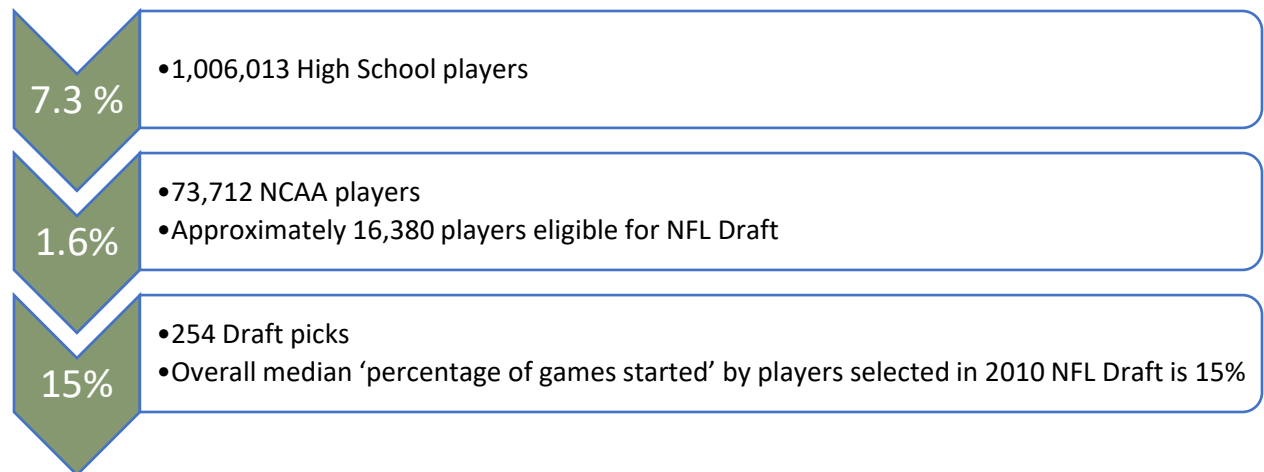 7.3 %
•1,006,013 High School players
1.6%
•73,712 NCAA players
•Approximately 16,380 players eligible for NFL Draft
15%
•254 Draft picks
•Overall median ‘percentage of games started’ by players selected in 2010 NFL Draft is 15%